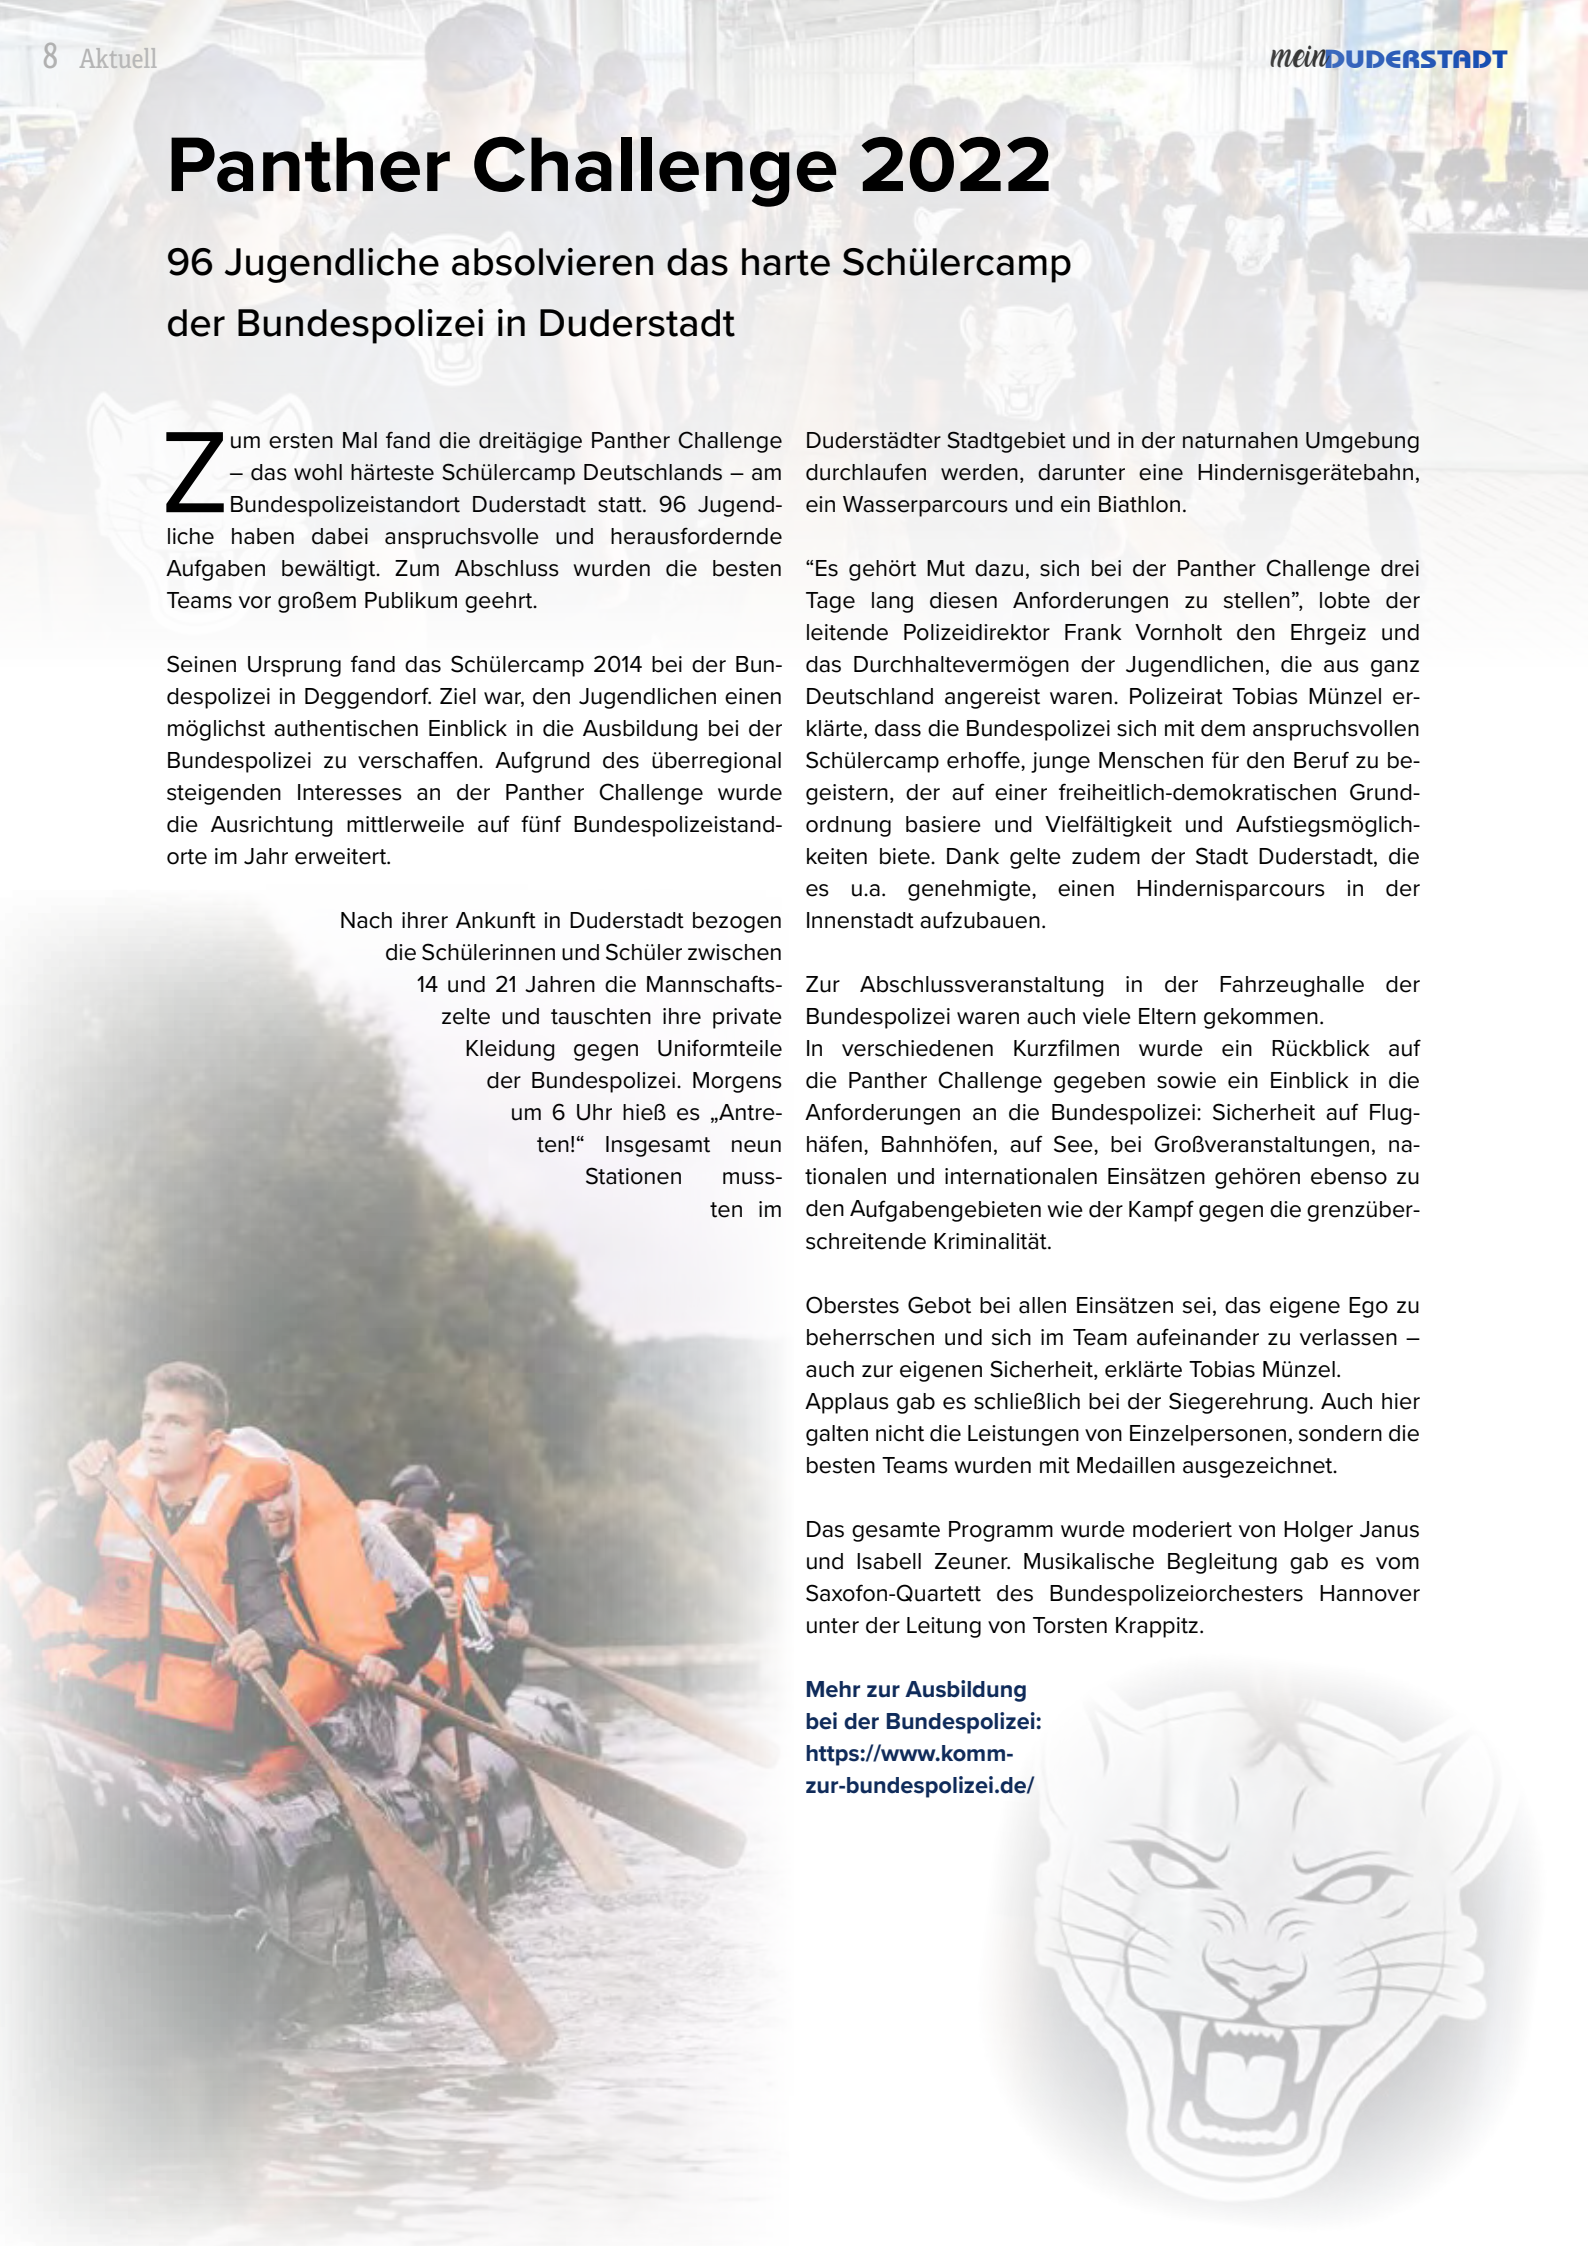 8 Aktuell
meinDUDERSTADT
Panther Challenge 2022
96 Jugendliche absolvieren das harte Schülercamp
der Bundespolizei in Duderstadt
Zum ersten Mal fand die dreitägige Panther Challenge
– das wohl härteste Schülercamp Deutschlands – am
Bundespolizeistandort Duderstadt statt. 96 Jugend-
liche haben dabei anspruchsvolle und herausfordernde
Aufgaben bewältigt. Zum Abschluss wurden die besten
Teams vor großem Publikum geehrt.
Seinen Ursprung fand das Schülercamp 2014 bei der Bun-
despolizei in Deggendorf. Ziel war, den Jugendlichen einen
möglichst authentischen Einblick in die Ausbildung bei der
Bundespolizei zu verschaffen. Aufgrund des überregional
steigenden Interesses an der Panther Challenge wurde
die Ausrichtung mittlerweile auf fünf Bundespolizeistand-
orte im Jahr erweitert.
Nach ihrer Ankunft in Duderstadt bezogen
die Schülerinnen und Schüler zwischen
14 und 21 Jahren die Mannschafts-
zelte und tauschten ihre private
Kleidung gegen Uniformteile
der Bundespolizei. Morgens
um 6 Uhr hieß es „Antre-
ten!“ Insgesamt neun
Stationen muss-
ten im
Duderstädter Stadtgebiet und in der naturnahen Umgebung
durchlaufen werden, darunter eine Hindernisgerätebahn,
ein Wasserparcours und ein Biathlon.
“Es gehört Mut dazu, sich bei der Panther Challenge drei
Tage lang diesen Anforderungen zu stellen”, lobte der
leitende Polizeidirektor Frank Vornholt den Ehrgeiz und
das Durchhaltevermögen der Jugendlichen, die aus ganz
Deutschland angereist waren. Polizeirat Tobias Münzel er-
klärte, dass die Bundespolizei sich mit dem anspruchsvollen
Schülercamp erhoffe, junge Menschen für den Beruf zu be-
geistern, der auf einer freiheitlich-demokratischen Grund-
ordnung basiere und Vielfältigkeit und Aufstiegsmöglich-
keiten biete. Dank gelte zudem der Stadt Duderstadt, die
es u.a. genehmigte, einen Hindernisparcours in der
Innenstadt aufzubauen.
Zur Abschlussveranstaltung in der Fahrzeughalle der
Bundespolizei waren auch viele Eltern gekommen.
In verschiedenen Kurzfilmen wurde ein Rückblick auf
die Panther Challenge gegeben sowie ein Einblick in die
Anforderungen an die Bundespolizei: Sicherheit auf Flug-
häfen, Bahnhöfen, auf See, bei Großveranstaltungen, na-
tionalen und internationalen Einsätzen gehören ebenso zu
den Aufgabengebieten wie der Kampf gegen die grenzüber-
schreitende Kriminalität.
Oberstes Gebot bei allen Einsätzen sei, das eigene Ego zu
beherrschen und sich im Team aufeinander zu verlassen –
auch zur eigenen Sicherheit, erklärte Tobias Münzel.
Applaus gab es schließlich bei der Siegerehrung. Auch hier
galten nicht die Leistungen von Einzelpersonen, sondern die
besten Teams wurden mit Medaillen ausgezeichnet.
Das gesamte Programm wurde moderiert von Holger Janus
und Isabell Zeuner. Musikalische Begleitung gab es vom
Saxofon-Quartett des Bundespolizeiorchesters Hannover
unter der Leitung von Torsten Krappitz.
Mehr zur Ausbildung
bei der Bundespolizei:
https://www.komm-
zur-bundespolizei.de/